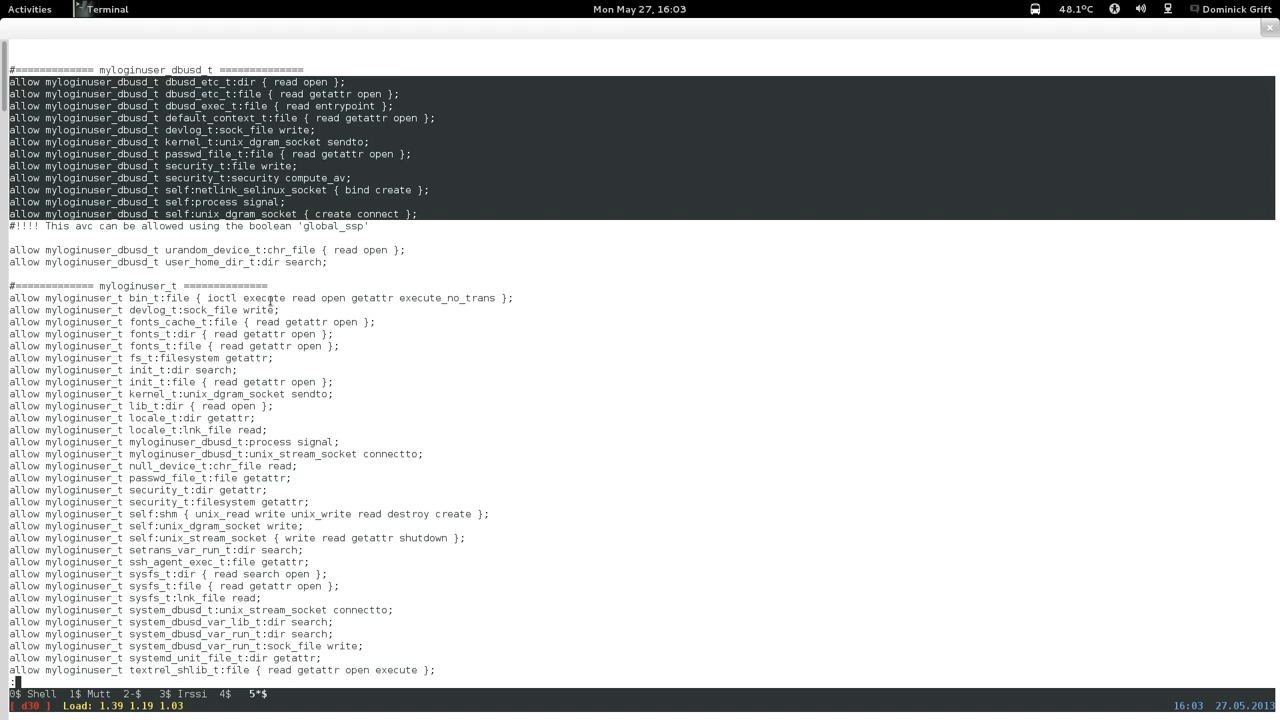 Activities Terminal Mon May 27, 16:03 48.1°C Dominick Grift
#============= myloginuser_dbusd_t ==============
allow myloginuser_dbusd_t dbusd_etc_t:dir { read open };
allow myloginuser_dbusd_t dbusd_etc_t:file { read getattr open };
allow myloginuser_dbusd_t dbusd_exec_t:file { read entrypoint };
allow myloginuser_dbusd_t default_context_t:file { read getattr open };
allow myloginuser_dbusd_t devlog_t:sock_file write;
allow myloginuser_dbusd_t kernel_t:unix_dgram_socket sendto;
allow myloginuser_dbusd_t passwd_file_t:file { read getattr open };
allow myloginuser_dbusd_t security_t:file write;
allow myloginuser_dbusd_t security_t:security compute_av;
allow myloginuser_dbusd_t self:netlink_selinux_socket { bind create };
allow myloginuser_dbusd_t self:process signal;
allow myloginuser_dbusd_t self:unix_dgram_socket { create connect };
#!!!! This avc can be allowed using the boolean 'global_ssp'
allow myloginuser_dbusd_t urandom_device_t:chr_file { read open };
allow myloginuser_dbusd_t user_home_dir_t:dir search;
#============= myloginuser_t ==============
allow myloginuser_t bin_t:file { ioctl execute read open getattr execute_no_trans };
allow myloginuser_t devlog_t:sock_file write;
allow myloginuser_t fonts_cache_t:file { read getattr open };
allow myloginuser_t fonts_t:dir { read getattr open };
allow myloginuser_t fonts_t:file { read getattr open };
allow myloginuser_t fs_t:filesystem getattr;
allow myloginuser_t init_t:dir search;
allow myloginuser_t init_t:file { read getattr open };
allow myloginuser_t kernel_t:unix_dgram_socket sendto;
allow myloginuser_t lib_t:dir { read open };
allow myloginuser_t locale_t:dir getattr;
allow myloginuser_t locale_t:lnk_file read;
allow myloginuser_t myloginuser_dbusd_t:process signal;
allow myloginuser_t myloginuser_dbusd_t:unix_stream_socket connectto;
allow myloginuser_t null_device_t:chr_file read;
allow myloginuser_t passwd_file_t:file getattr;
allow myloginuser_t security_t:dir getattr;
allow myloginuser_t security_t:filesystem getattr;
allow myloginuser_t self:shm { unix_read write unix_write read destroy create };
allow myloginuser_t self:unix_dgram_socket write;
allow myloginuser_t self:unix_stream_socket { write read getattr shutdown };
allow myloginuser_t setrans_var_run_t:dir search;
allow myloginuser_t ssh_agent_exec_t:file getattr;
allow myloginuser_t sysfs_t:dir { read search open };
allow myloginuser_t sysfs_t:file { read getattr open };
allow myloginuser_t sysfs_t:lnk_file read;
allow myloginuser_t system_dbusd_t:unix_stream_socket connectto;
allow myloginuser_t system_dbusd_var_lib_t:dir search;
allow myloginuser_t system_dbusd_var_run_t:dir search;
allow myloginuser_t system_dbusd_var_run_t:sock_file write;
allow myloginuser_t systemd_unit_file_t:dir getattr;
allow myloginuser_t textrel_shlib_t:file { read getattr open execute };
:
0$ Shell 1$ Mutt 2-$ 3$ Irssi 4$ 5*$
[ d30 ] Load: 1.39 1.19 1.03 16:03 27.05.2013